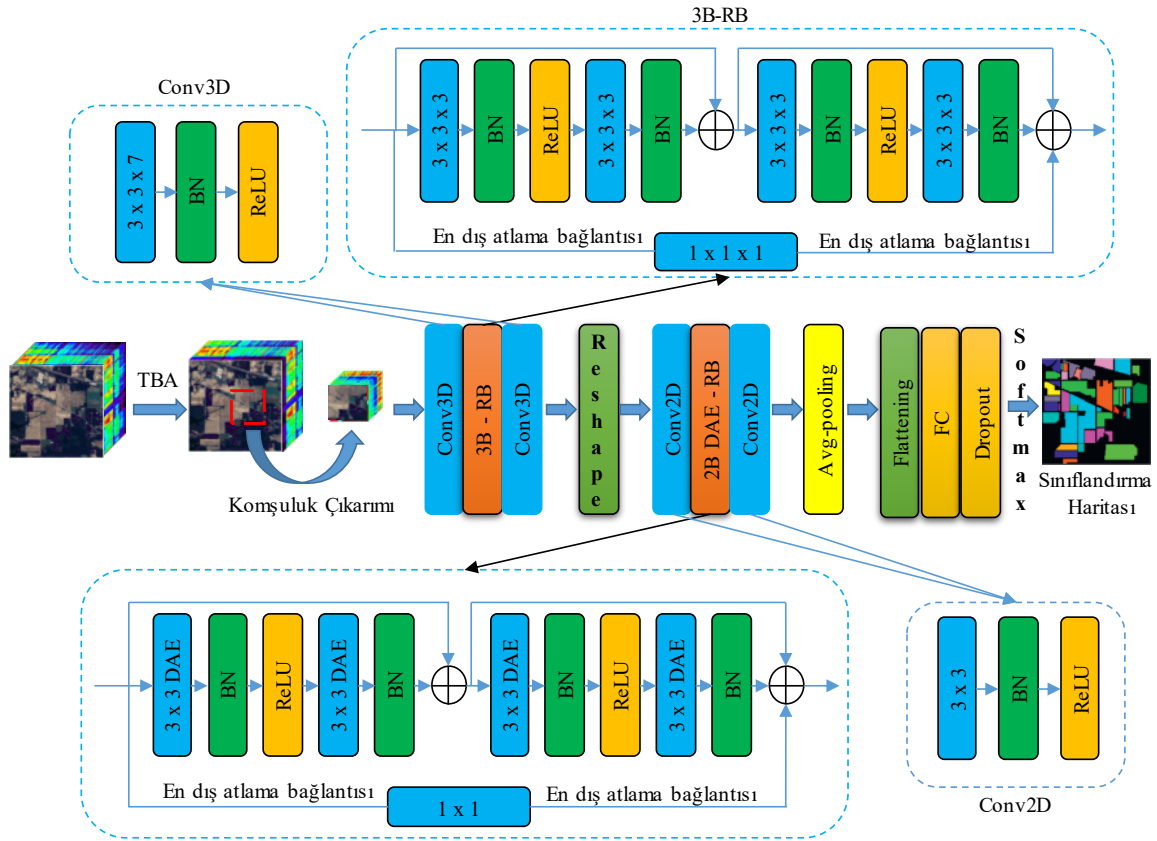 3B-RB
Conv3D
3 x 3 x 7
BN
ReLU
3 x 3 x 3
BN
ReLU
3 x 3 x 3
BN
3 x 3 x 3
BN
ReLU
3 x 3 x 3
BN
En dış atlama bağlantısı
1 x 1 x 1
En dış atlama bağlantısı
TBA
Komşuluk Çıkarımı
Conv3D
3B - RB
Conv3D
Reshape
Conv2D
2B DAE - RB
Conv2D
Avg-pooling
Flattening
FC
Dropout
Softmax
Sınıflandırma
Haritası
3 x 3 DAE
BN
ReLU
3 x 3 DAE
BN
3 x 3 DAE
BN
ReLU
3 x 3 DAE
BN
En dış atlama bağlantısı
1 x 1
En dış atlama bağlantısı
3 x 3
BN
ReLU
Conv2D